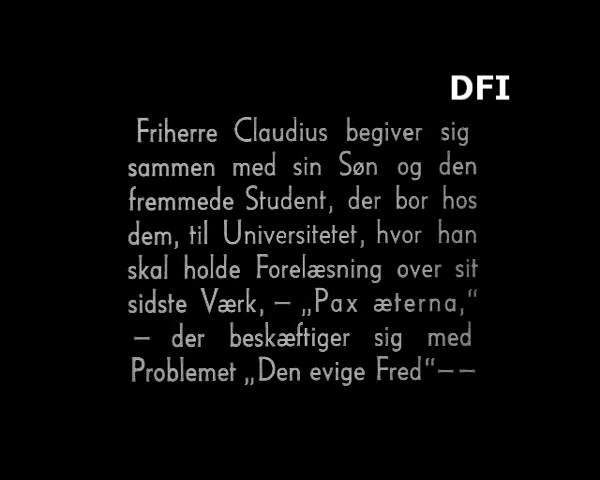 DFI
Friherre Claudius begiver sig
sammen med sin Søn og den
fremmede Student, der bor hos
dem, til Universitetet, hvor han
skal holde Forelæsning over sit
sidste Værk, — „Pax æterna,“
— der beskæftiger sig med
Problemet „Den evige Fred“——